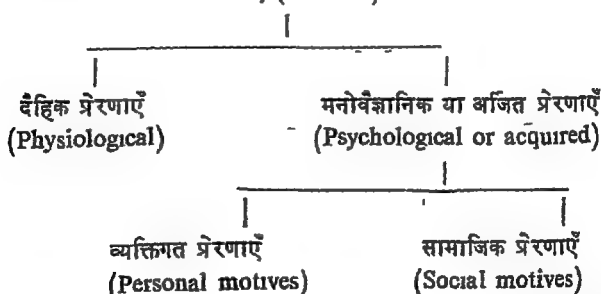 दैहिक प्रेरणाएँ मनोवैज्ञानिक या अर्जित प्रेरणाएँ
(Physiological) (Psychological or acquired)
व्यक्तिगत प्रेरणाएँ सामाजिक प्रेरणाएँ
(Personal motives) (Social motives)